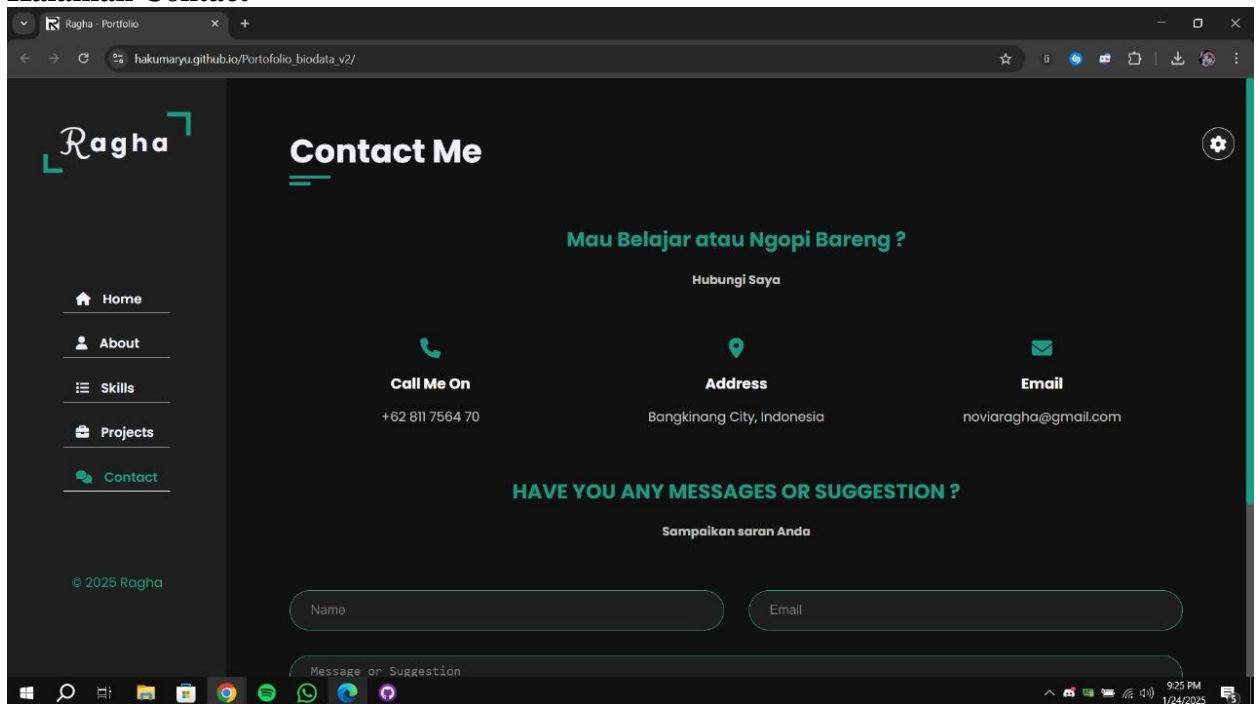 Halaman Contact
Ragha - Portfolio
hakumaryu.github.io/Portofolio_biodata_v2/
Ragha
Home
About
Skills
Projects
Contact
© 2025 Ragha
Contact Me
Mau Belajar atau Ngopi Bareng ?
Hubungi Saya
Call Me On
+62 811 7564 70
Address
Bangkinang City, Indonesia
Email
noviaragha@gmail.com
HAVE YOU ANY MESSAGES OR SUGGESTION ?
Sampaikan saran Anda
Name
Email
Message or Suggestion
9:25 PM
1/24/2025